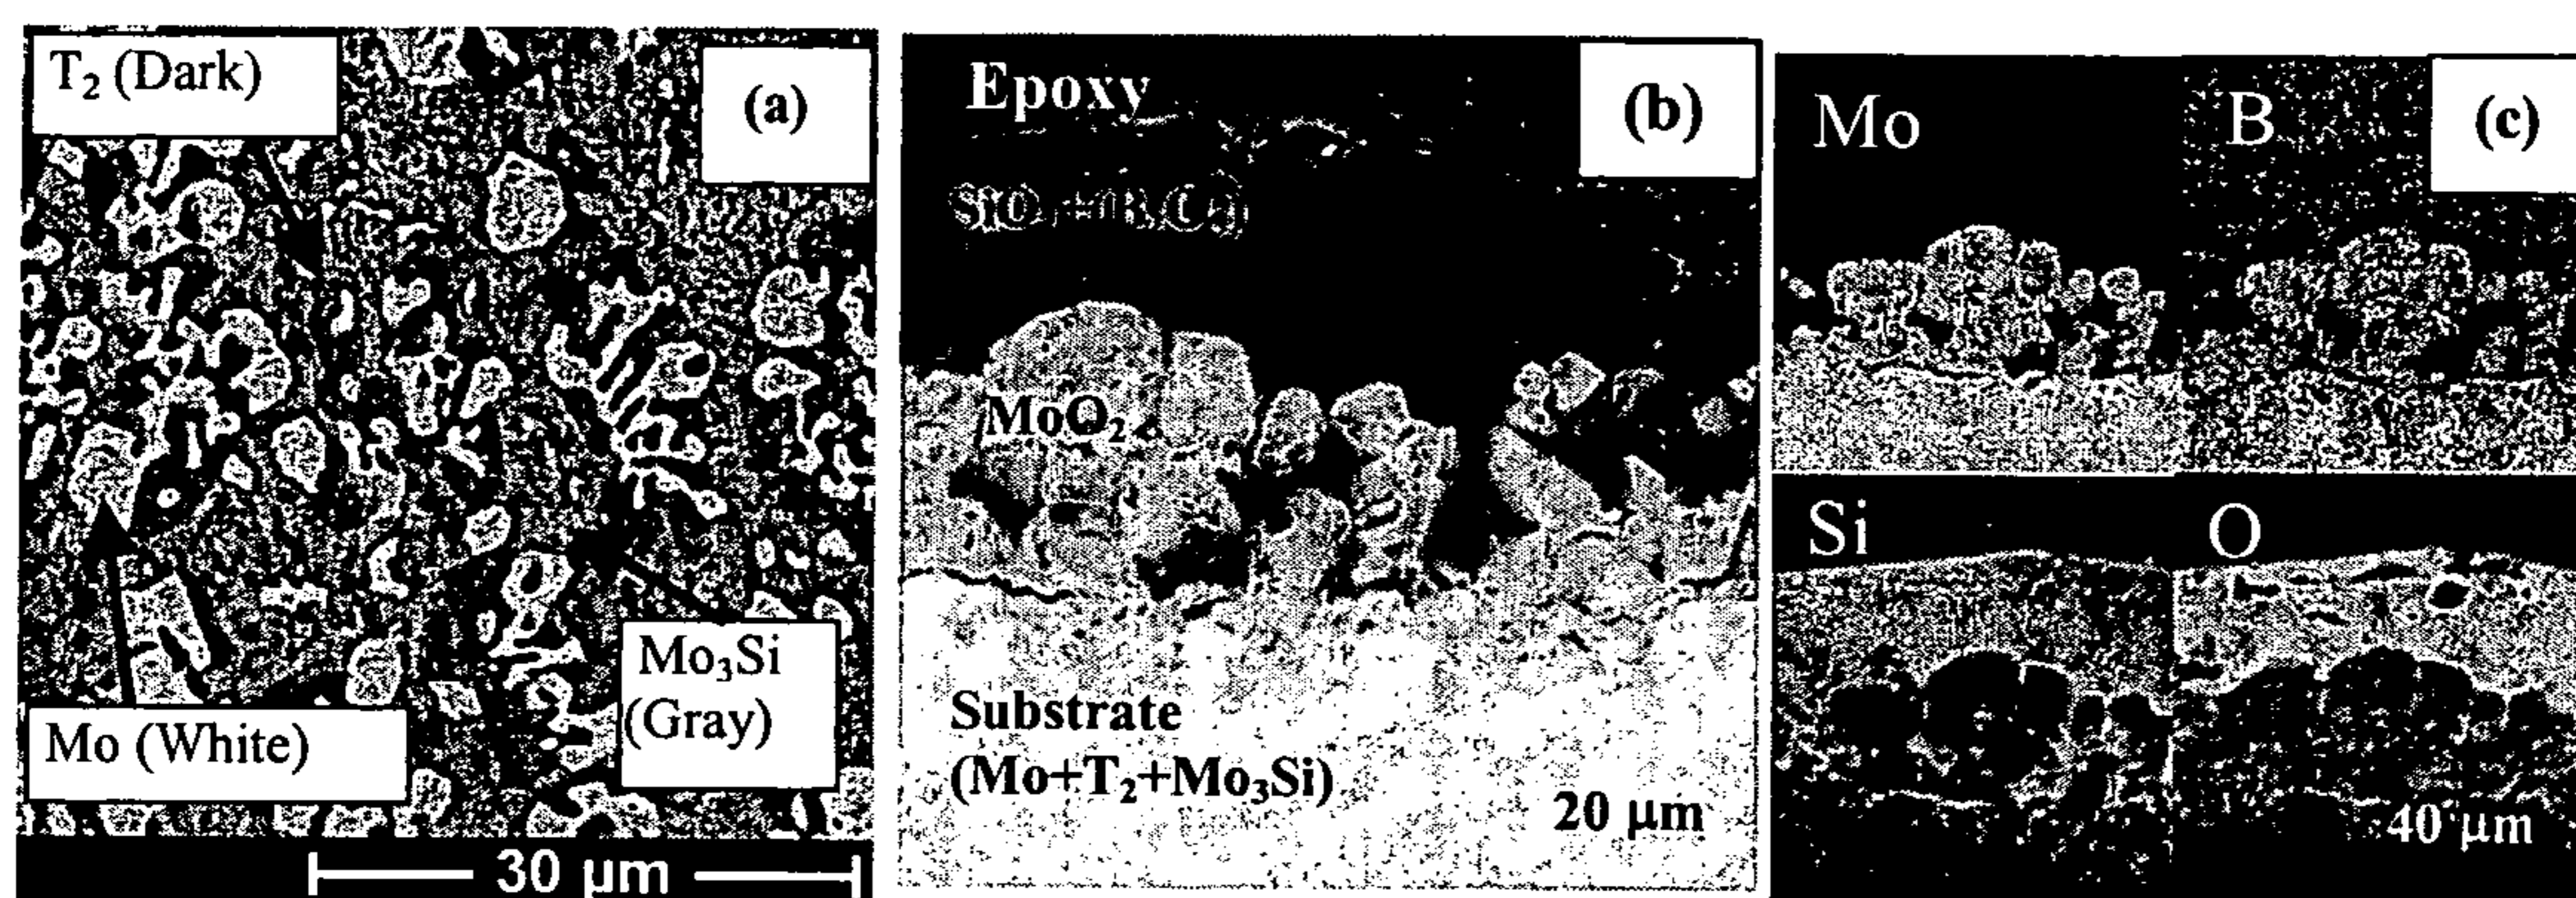 T₂ (Dark)
(a)
Mo₃Si
(Gray)
Mo (White)
30 μm
Epoxy
(b)
MoO₂
Substrate
(Mo+T₂+Mo₃Si)
20 μm
Mo
B
(c)
Si
O
40 μm